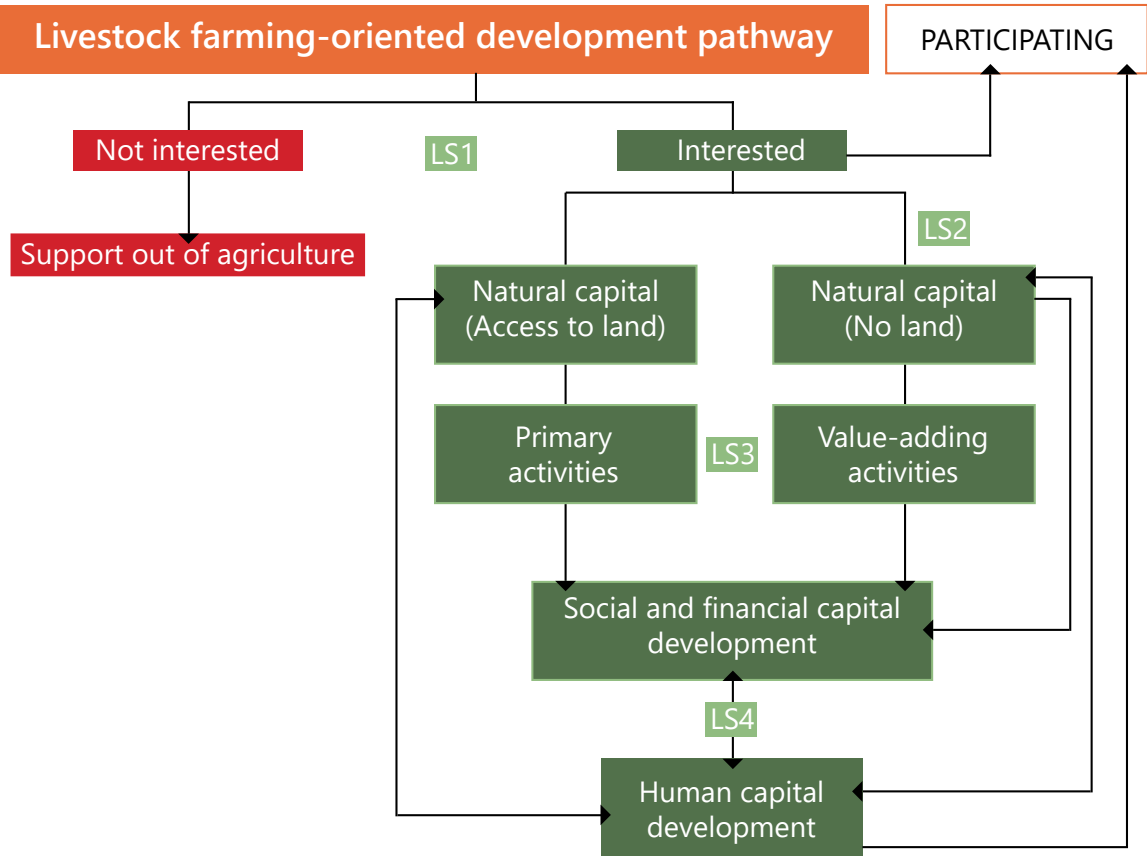 Livestock farming-oriented development pathway
PARTICIPATING
Not interested
LS1
Interested
Support out of agriculture
LS2
Natural capital
(Access to land)
Natural capital
(No land)
Primary
activities
LS3
Value-adding
activities
Social and financial capital
development
LS4
Human capital
development